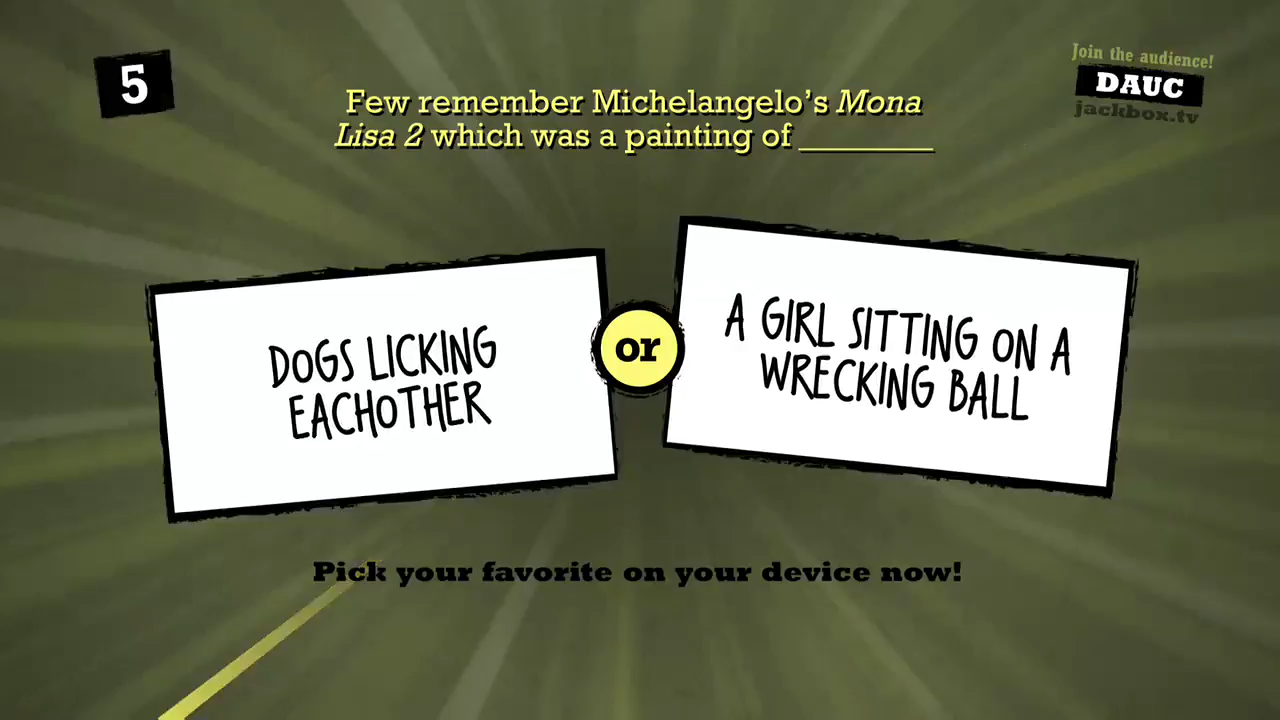 5
Join the audience!
DAUC
jackbox.tv
Few remember Michelangelo's Mona
Lisa 2 which was a painting of ________
DOGS LICKING
EACHOTHER
or
A GIRL SITTING ON A
WRECKING BALL
Pick your favorite on your device now!